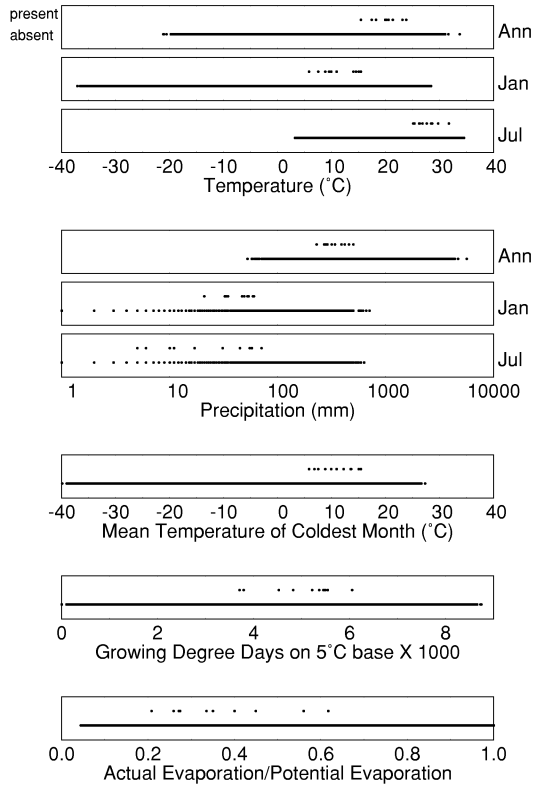 present
absent
Ann
Jan
Jul
-40 -30 -20 -10 0 10 20 30 40
Temperature (˚C)
Ann
Jan
Jul
1 10 100 1000 10000
Precipitation (mm)
-40 -30 -20 -10 0 10 20 30 40
Mean Temperature of Coldest Month (˚C)
0 2 4 6 8
Growing Degree Days on 5˚C base X 1000
0.0 0.2 0.4 0.6 0.8 1.0
Actual Evaporation/Potential Evaporation